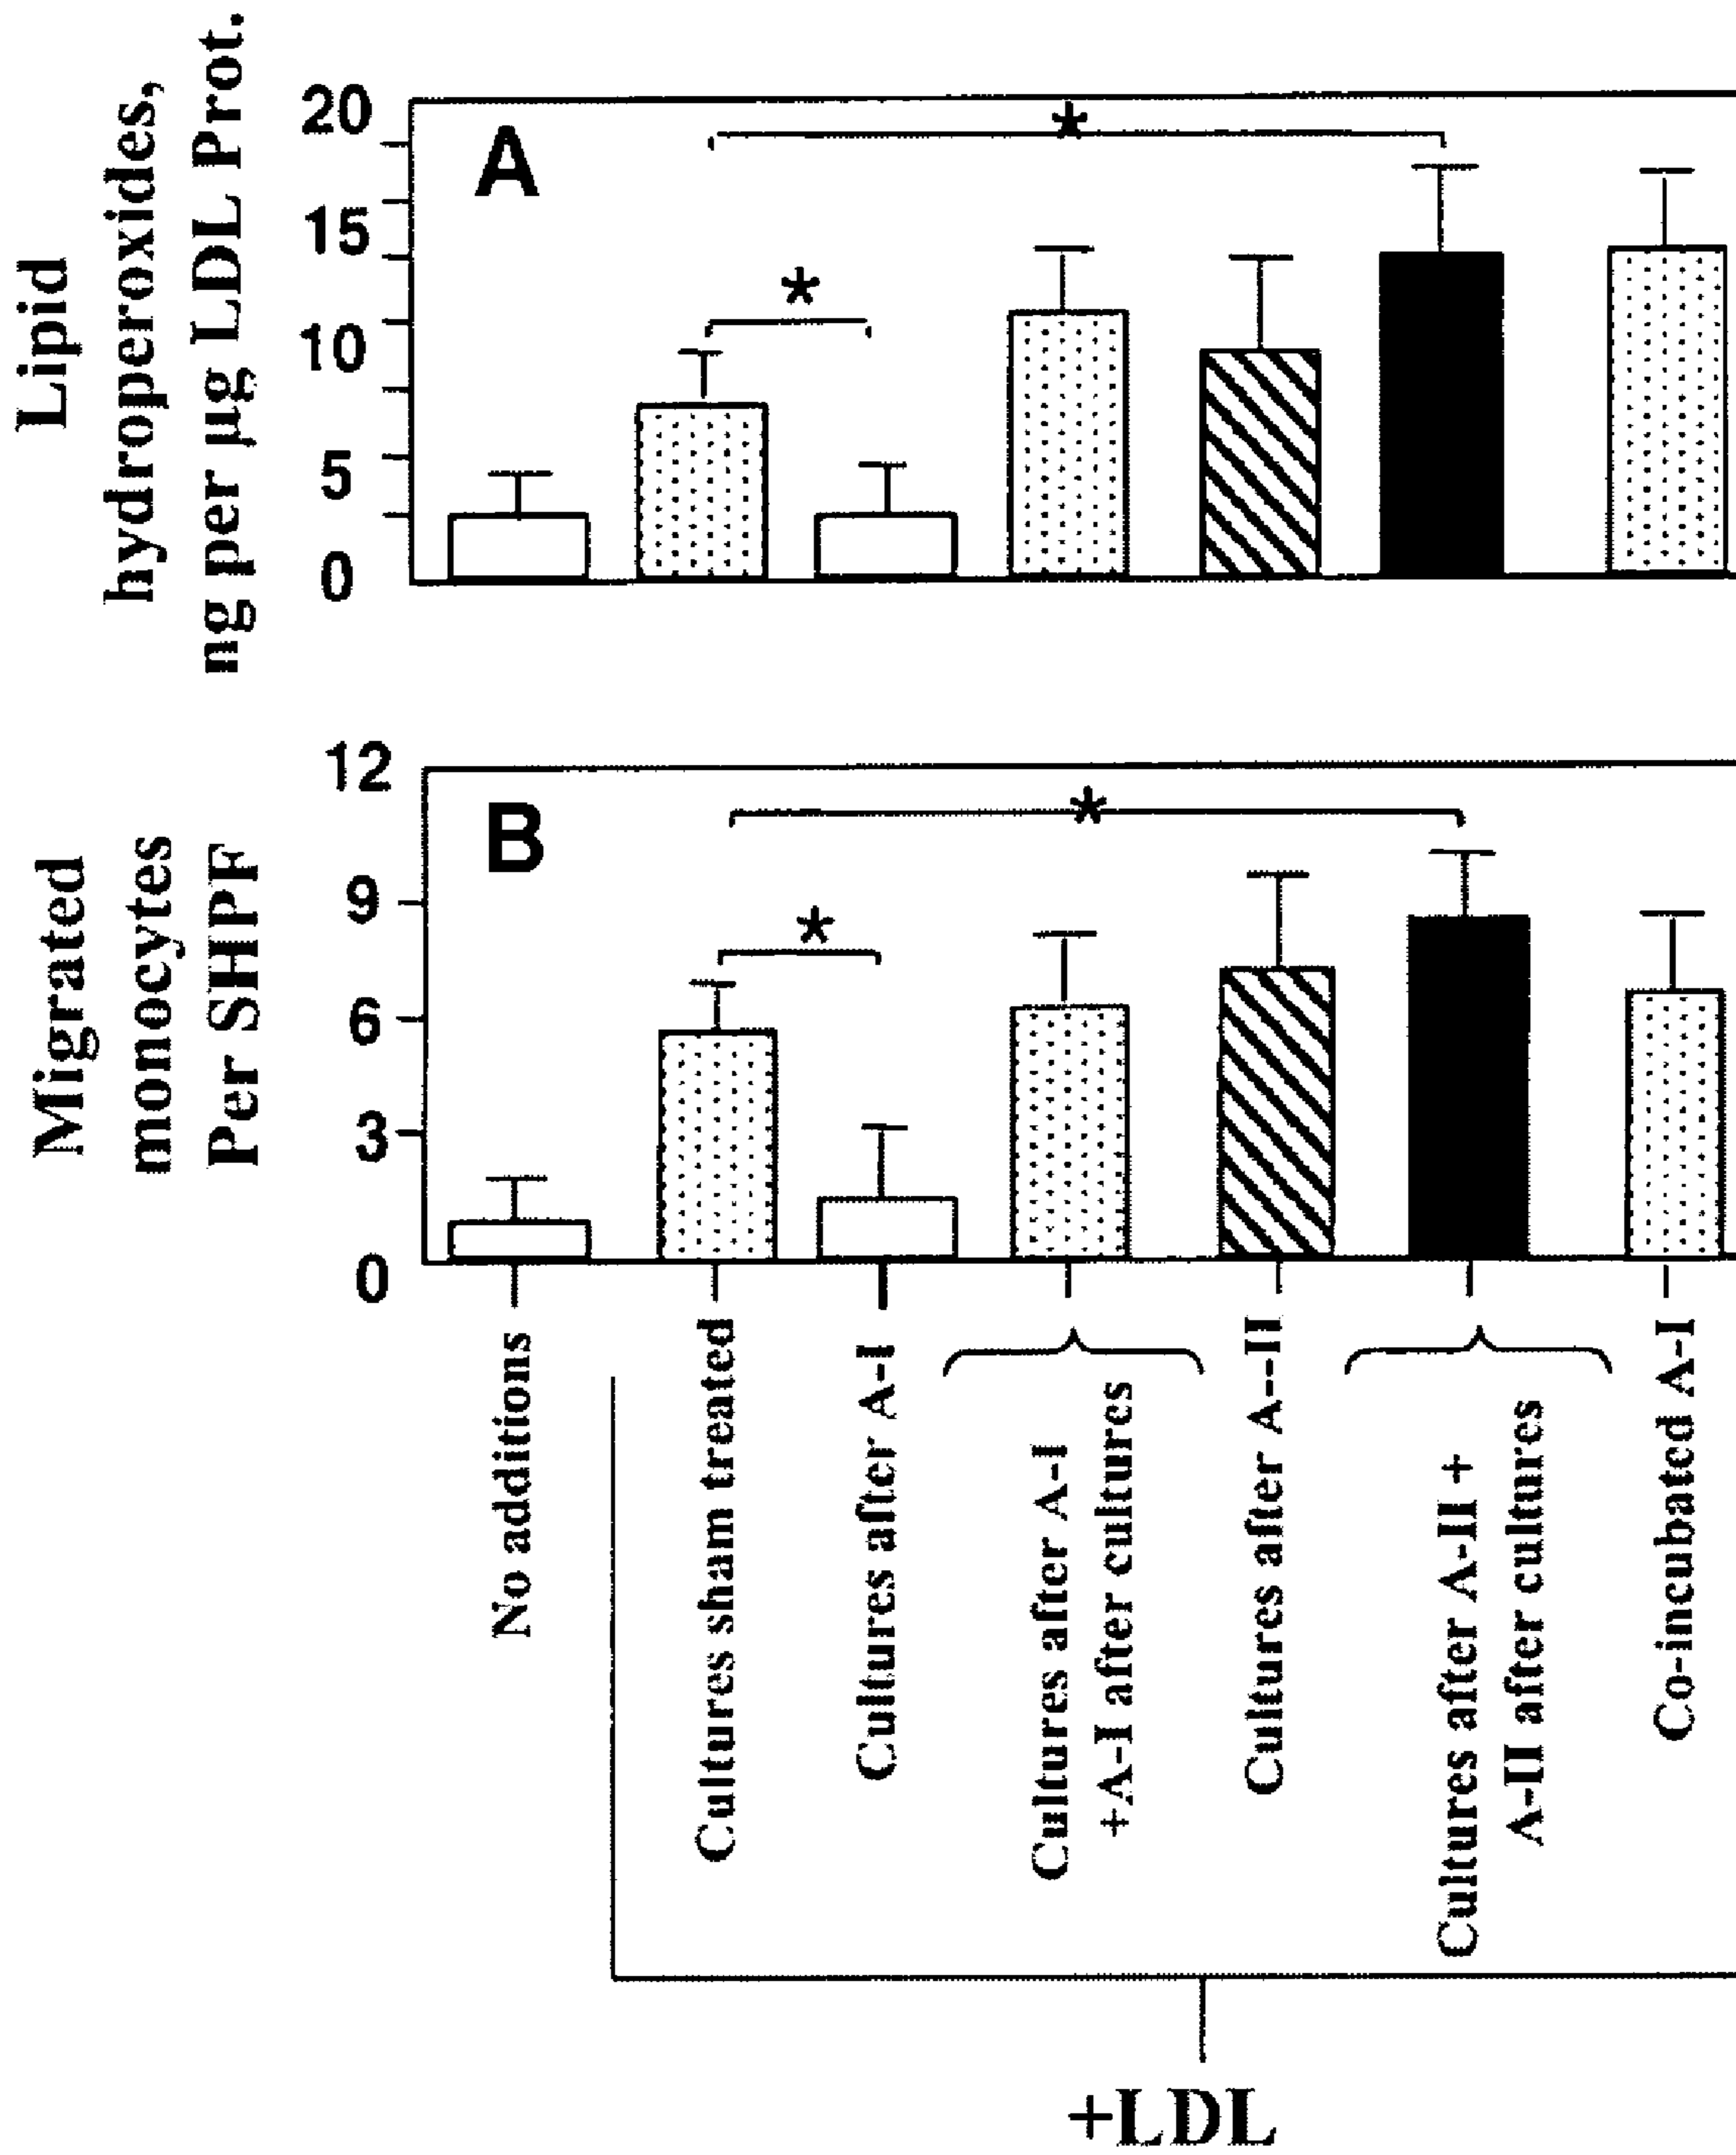 Lipid
hydroperoxides,
ng per µg LDL Prot.
20
15
10
5
0
A
*
*
Migrated
monocytes
Per SHPF
12
9
6
3
0
B
*
*
No additions
Cultures sham treated
Cultures after A-I
Cultures after A-I
+A-I after cultures
Cultures after A--II
Cultures after A-II +
A-II after cultures
Co-incubated A-I
+LDL